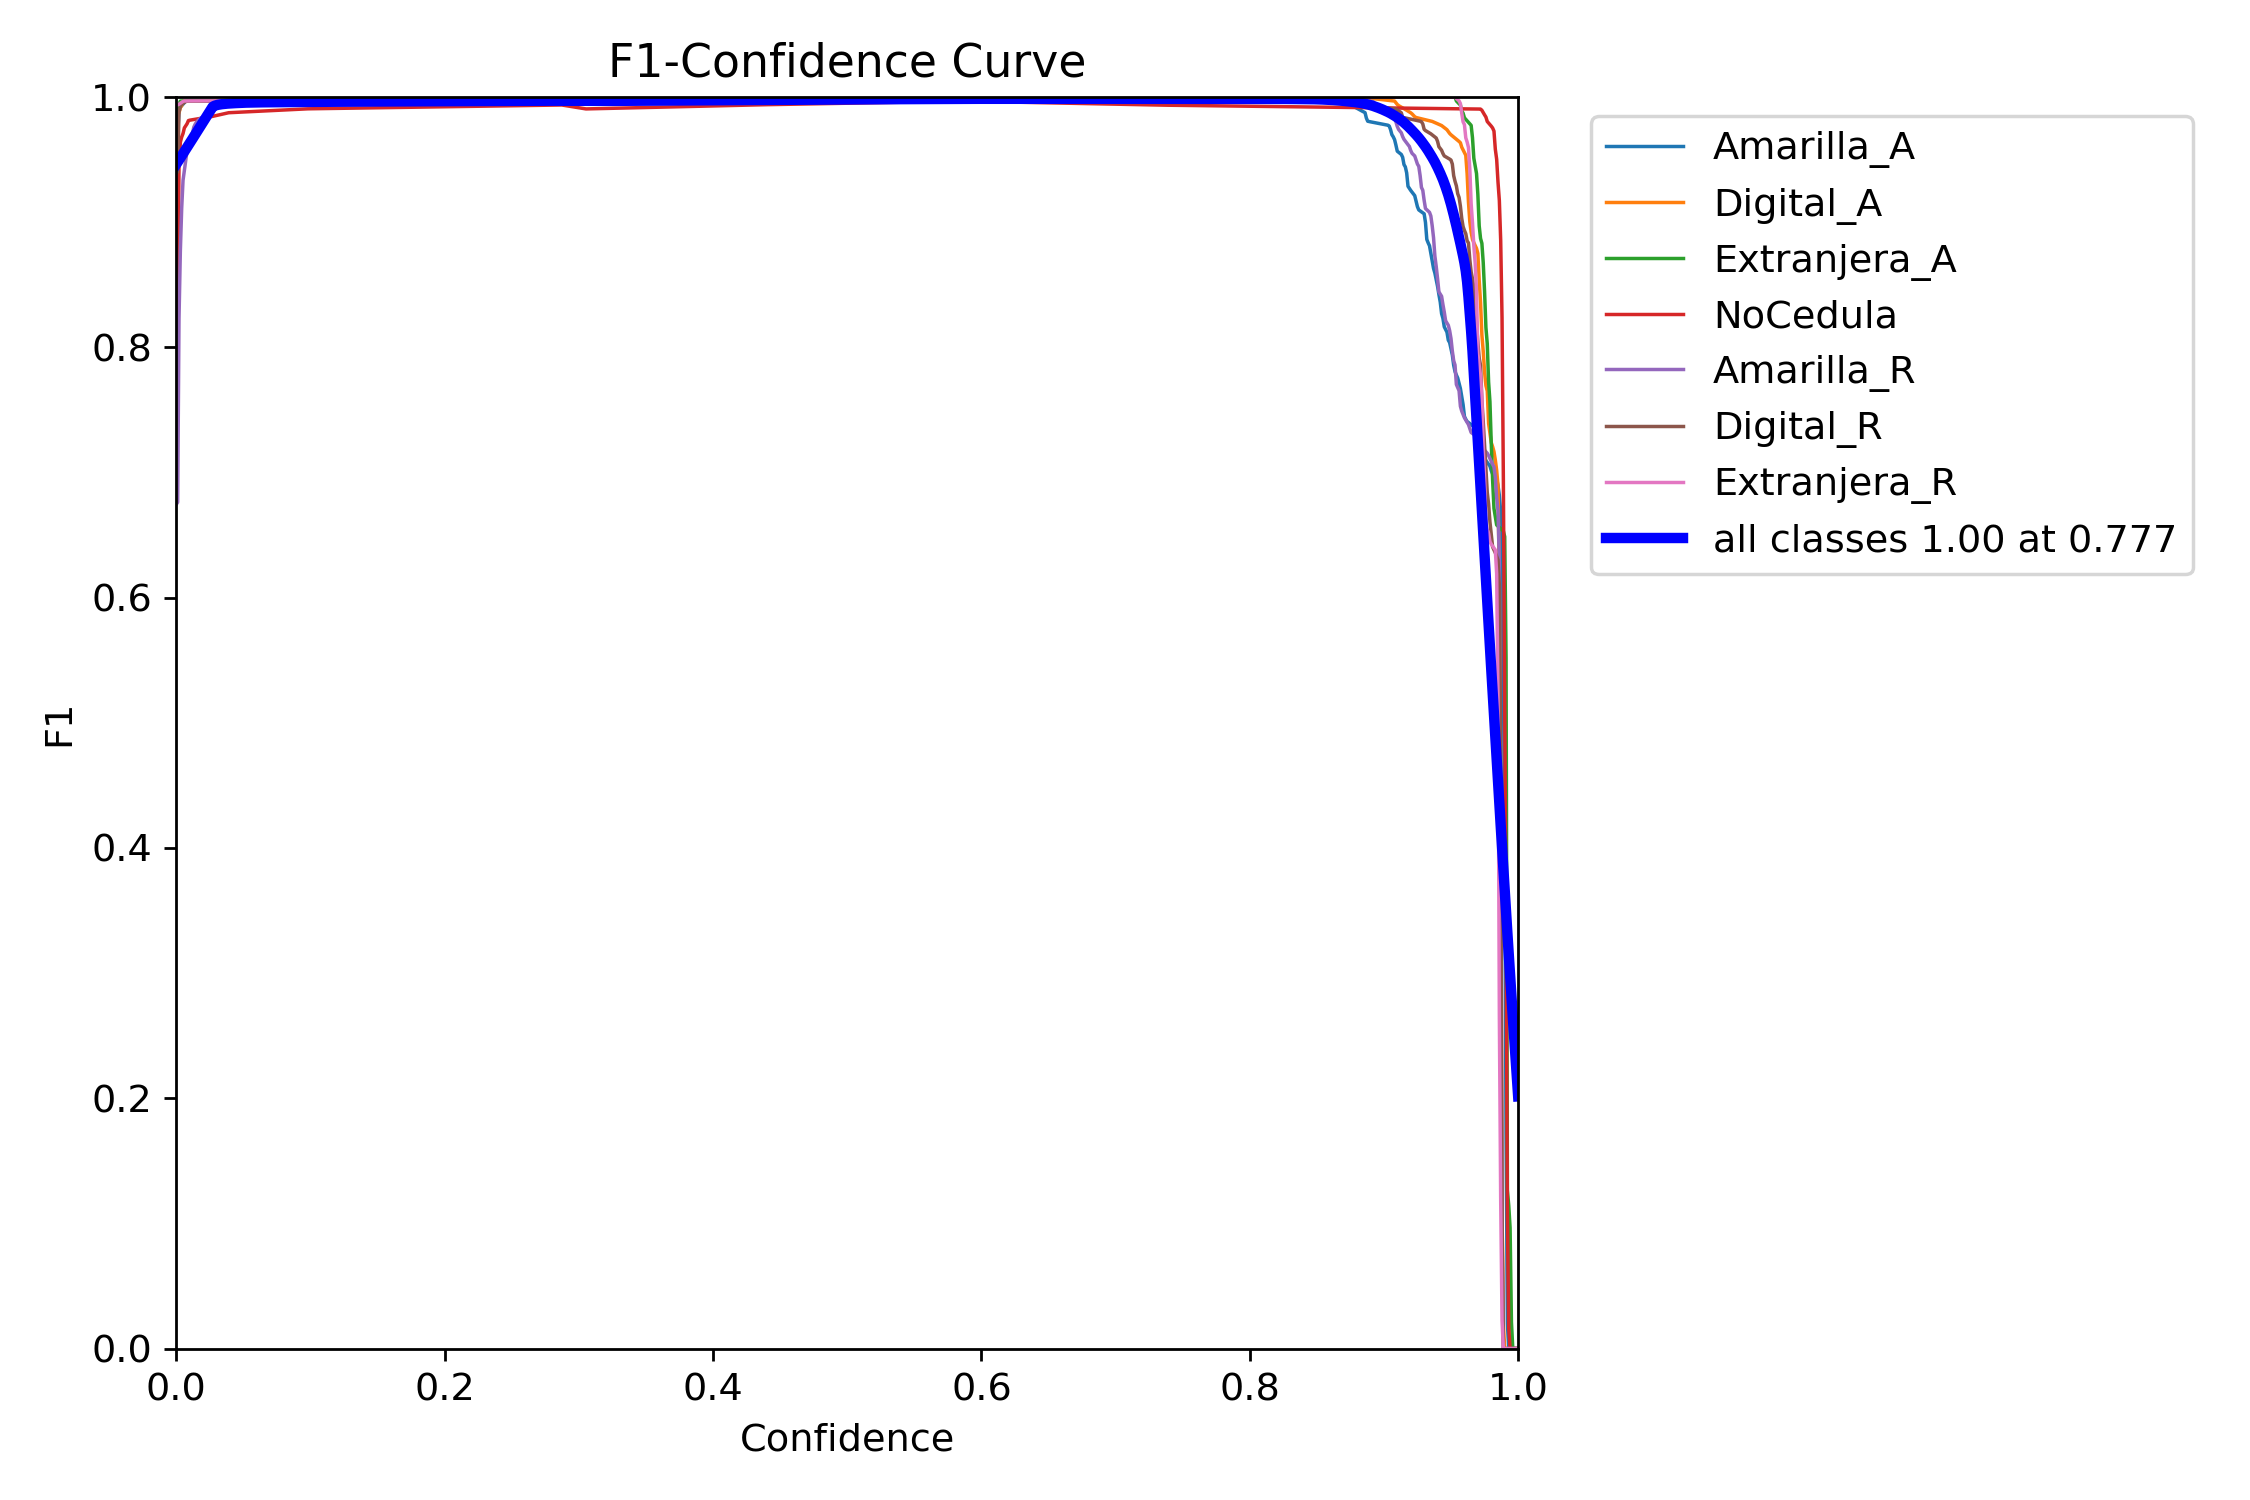 F1-Confidence Curve
1.0
0.8
0.6
0.4
0.2
0.0
F1
0.0 0.2 0.4 0.6 0.8 1.0
Confidence
Amarilla_A
Digital_A
Extranjera_A
NoCedula
Amarilla_R
Digital_R
Extranjera_R
all classes 1.00 at 0.777